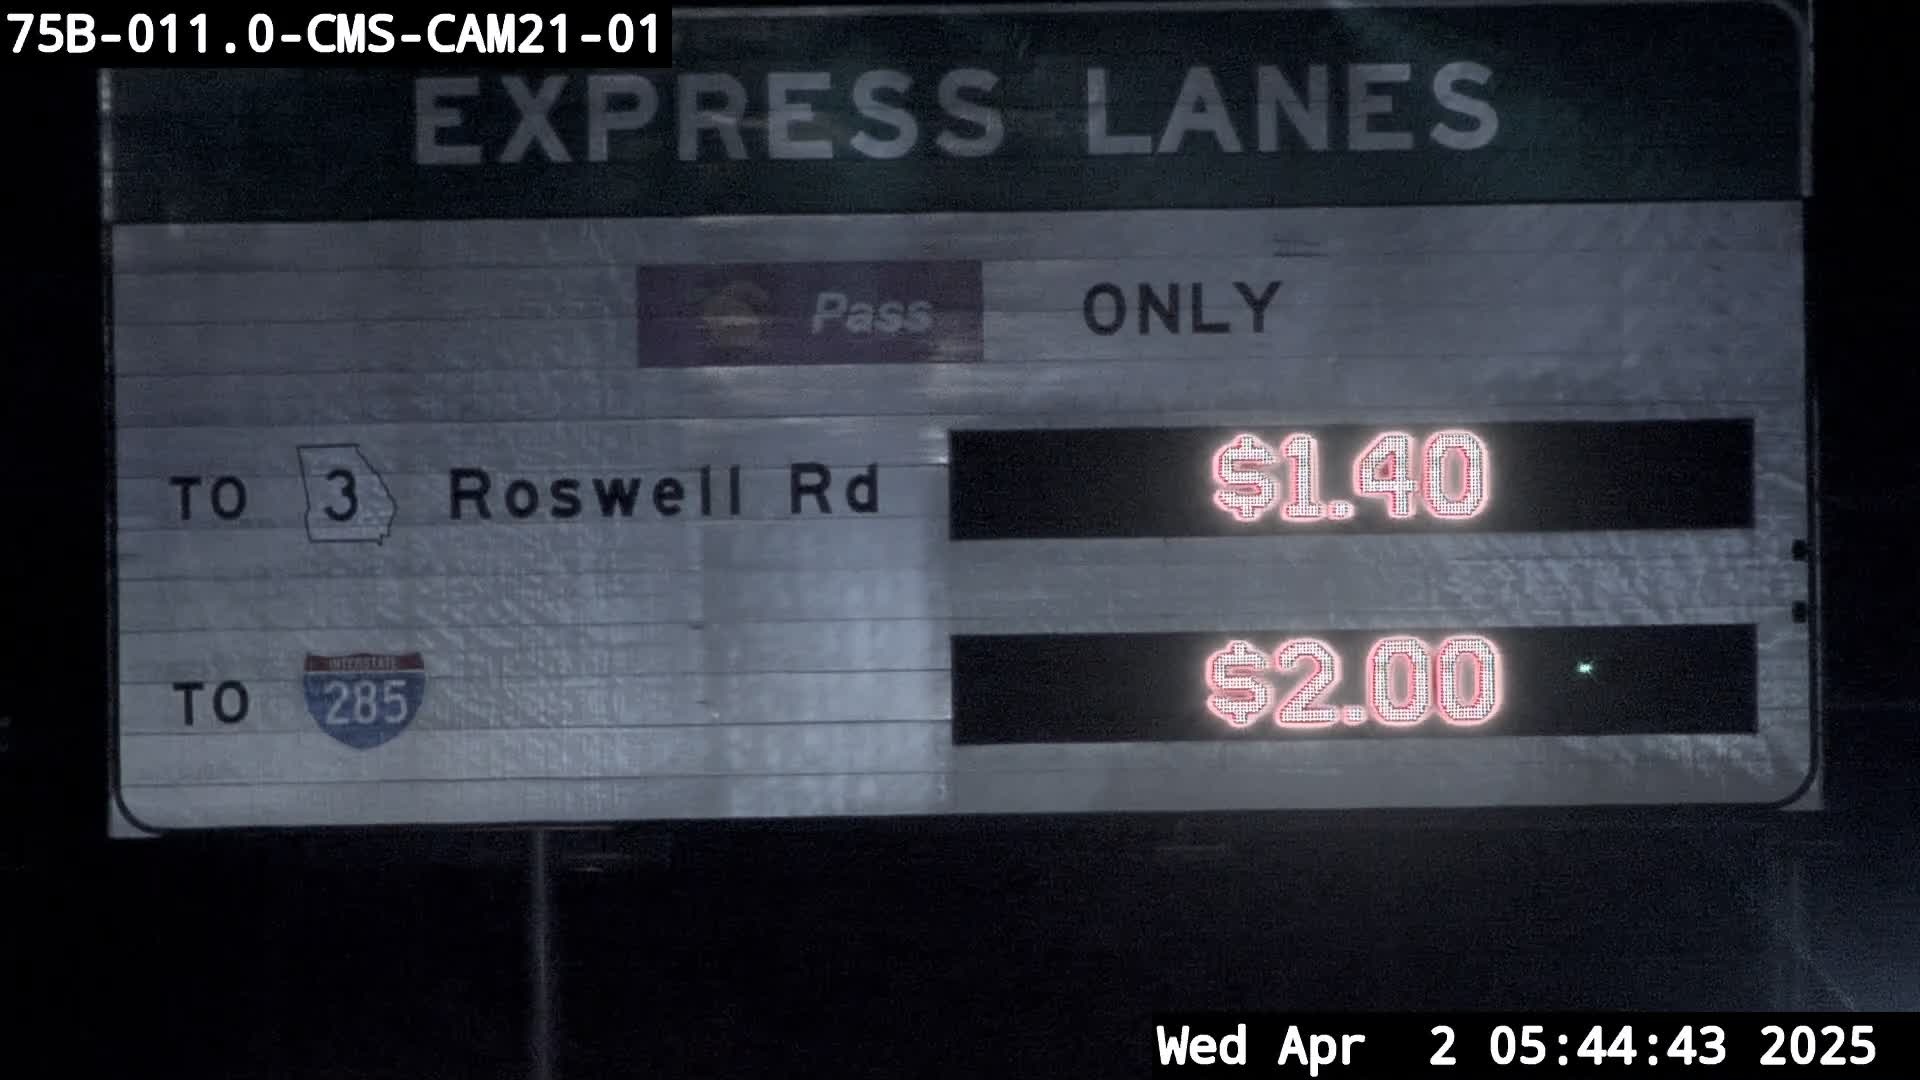 75B-011.0-CMS-CAM21-01
EXPRESS LANES
Pass ONLY
TO 3 Roswell Rd $1.40
TO INTERSTATE 285 $2.00
Wed Apr 2 05:44:43 2025